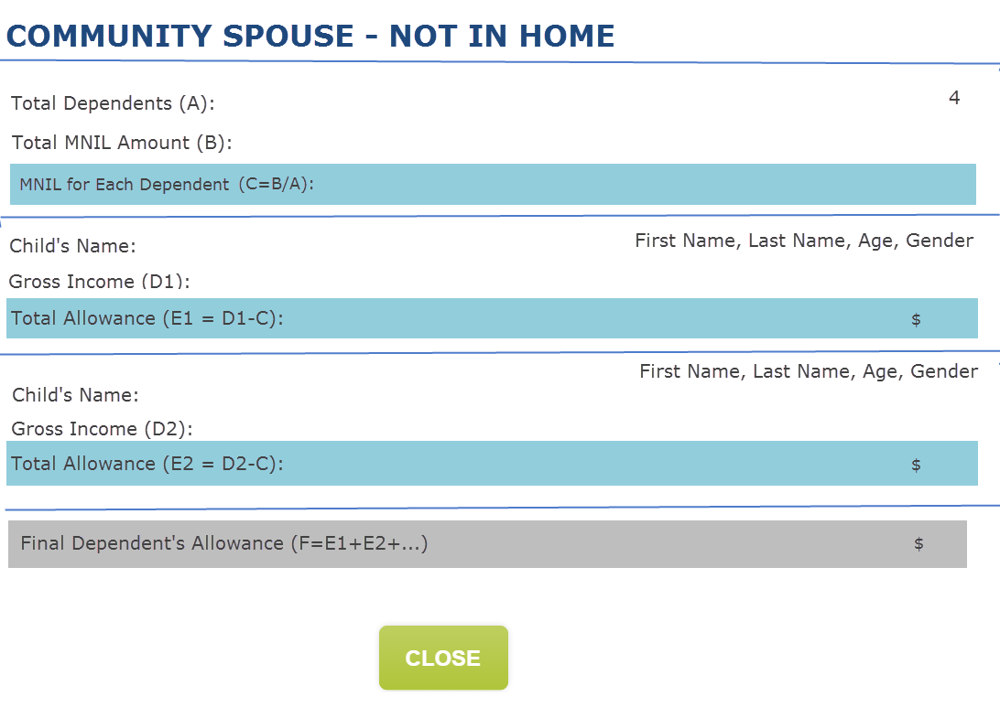 COMMUNITY SPOUSE - NOT IN HOME
Total Dependents (A): 4
Total MNIL Amount (B):
MNIL for Each Dependent (C=B/A):
Child's Name: First Name, Last Name, Age, Gender
Gross Income (D1):
Total Allowance (E1 = D1-C): $
First Name, Last Name, Age, Gender
Child's Name:
Gross Income (D2):
Total Allowance (E2 = D2-C): $
Final Dependent's Allowance (F=E1+E2+...) $
CLOSE